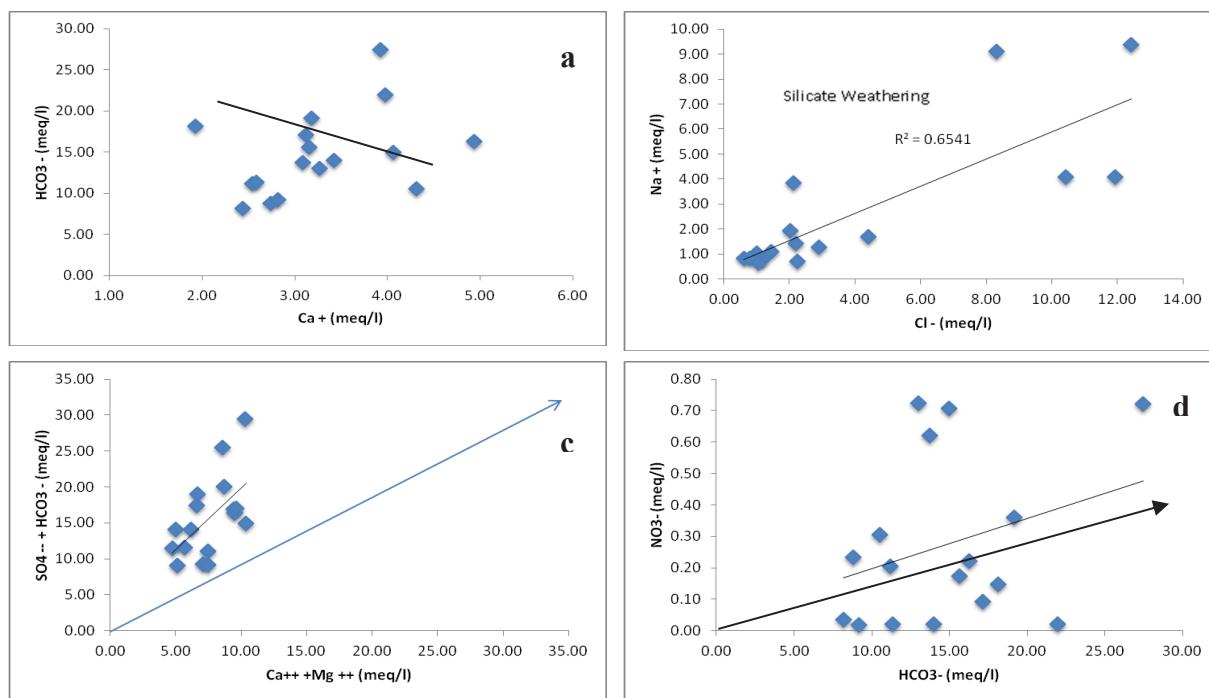 30.00
25.00
20.00
15.00
10.00
5.00
0.00
HCO3 - (meq/l)
a
1.00 2.00 3.00 4.00 5.00 6.00
Ca + (meq/l)
10.00
9.00
8.00
7.00
6.00
5.00
4.00
3.00
2.00
1.00
0.00
Na + (meq/l)
Silicate Weathering
R² = 0.6541
0.00 2.00 4.00 6.00 8.00 10.00 12.00 14.00
Cl - (meq/l)
35.00
30.00
25.00
20.00
15.00
10.00
5.00
0.00
SO4 -- + HCO3 - (meq/l)
c
0.00 5.00 10.00 15.00 20.00 25.00 30.00 35.00
Ca++ +Mg ++ (meq/l)
0.80
0.70
0.60
0.50
0.40
0.30
0.20
0.10
0.00
NO3- (meq/l)
d
0.00 5.00 10.00 15.00 20.00 25.00 30.00
HCO3- (meq/l)